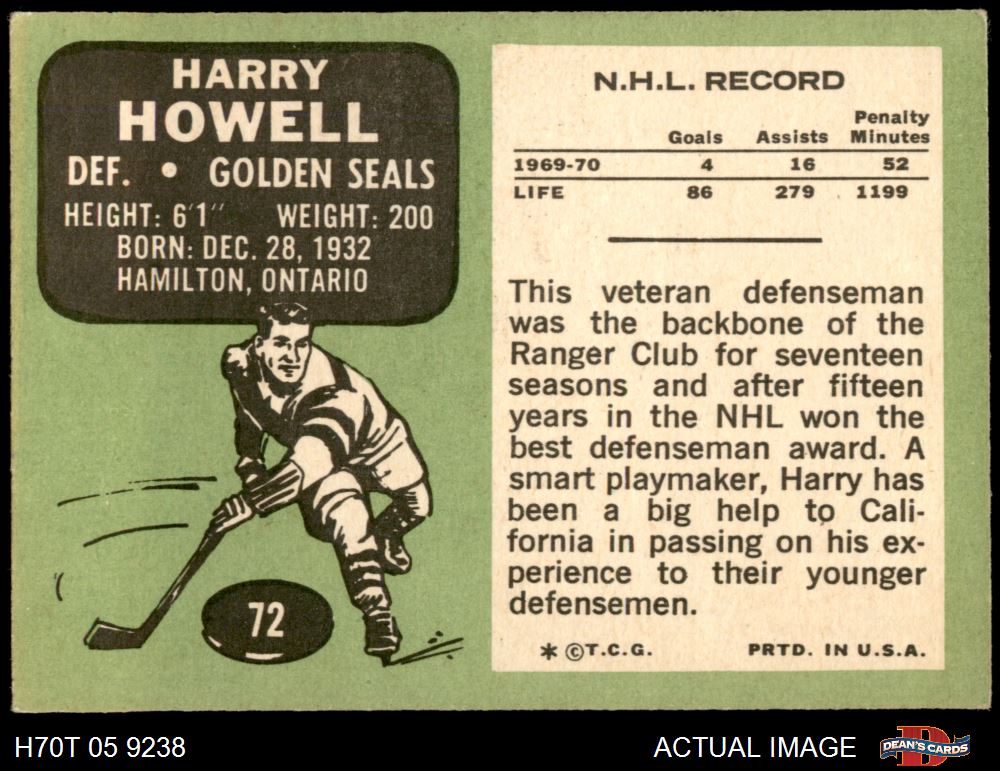 HARRY
HOWELL
DEF. • GOLDEN SEALS
HEIGHT: 6'1" WEIGHT: 200
BORN: DEC. 28, 1932
HAMILTON, ONTARIO
72
N.H.L. RECORD
Goals Assists Penalty Minutes
1969-70 4 16 52
LIFE 86 279 1199
This veteran defenseman
was the backbone of the
Ranger Club for seventeen
seasons and after fifteen
years in the NHL won the
best defenseman award. A
smart playmaker, Harry has
been a big help to Cali-
fornia in passing on his ex-
perience to their younger
defensemen.
* ©T.C.G. PRTD. IN U.S.A.
H70T 05 9238
ACTUAL IMAGE
DEAN'S CARDS